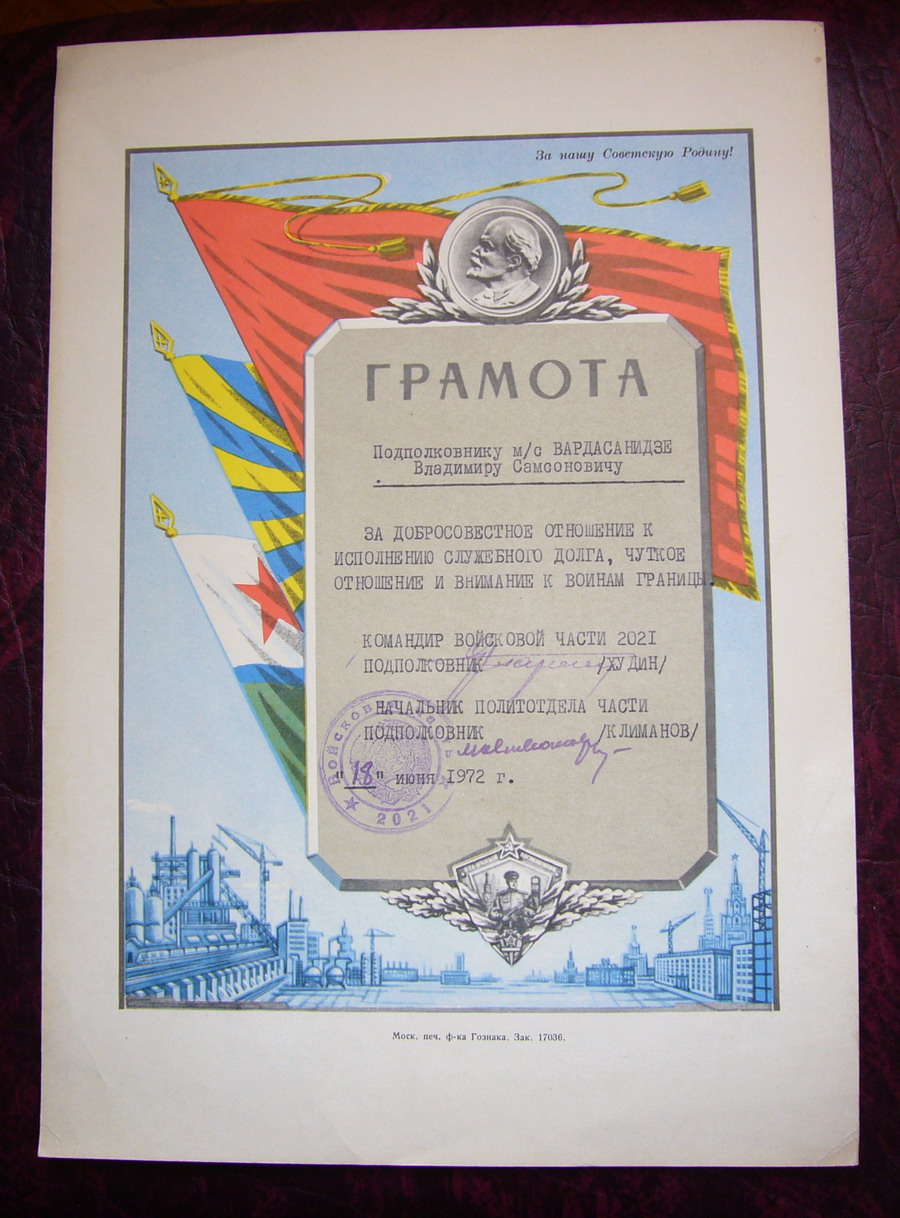 За нашу Советскую Родину!
ГРАМОТА
Подполковнику м/с ВАРДАСАНИДЗЕ
Владимиру Самсоновичу
ЗА ДОБРОСОВЕСТНОЕ ОТНОШЕНИЕ К
ИСПОЛНЕНИЮ СЛУЖЕБНОГО ДОЛГА, ЧУТКОЕ
ОТНОШЕНИЕ И ВНИМАНИЕ К ВОИНАМ ГРАНИЦЫ.
КОМАНДИР ВОЙСКОВОЙ ЧАСТИ 2021
ПОДПОЛКОВНИК /ХУДИН/
НАЧАЛЬНИК ПОЛИТОТДЕЛА ЧАСТИ
ПОДПОЛКОВНИК /КЛИМАНОВ/
"18" июня 1972 г.
Войсковая
2021
Моск. печ. ф-ка Гознака. Зак. 17036.